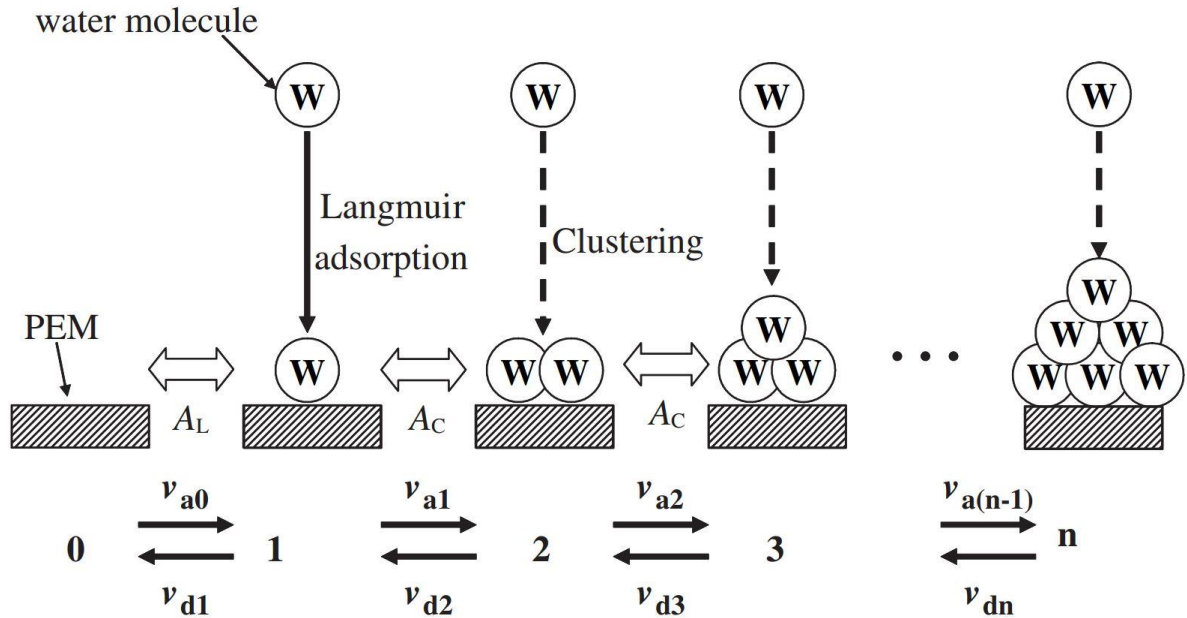 water molecule
W W W W
Langmuir
adsorption
Clustering
PEM
W W W W W W W W W W W W
A_L A_C A_C • • •
v_a0 v_a1 v_a2 v_a(n-1)
0 1 2 3 n
v_d1 v_d2 v_d3 v_dn